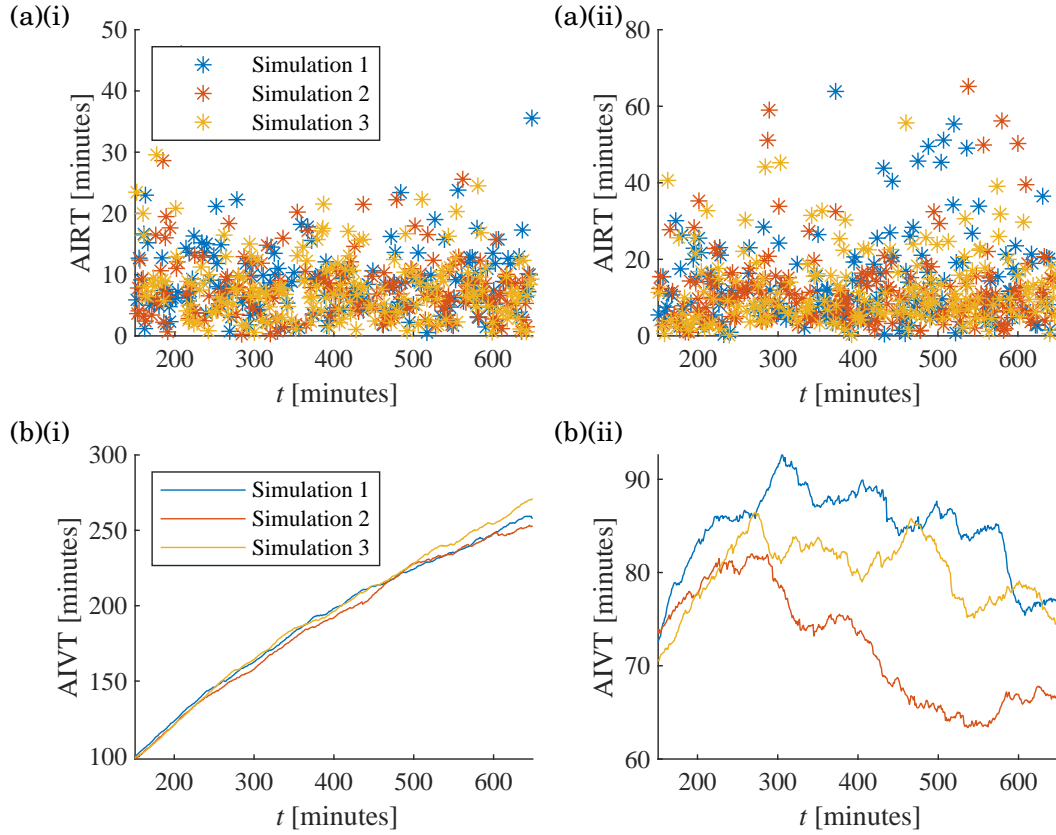 (a)(i)
AIRT [minutes]
50
40
30
20
10
0
Simulation 1
Simulation 2
Simulation 3
200 300 400 500 600
t [minutes]
(a)(ii)
AIRT [minutes]
80
60
40
20
0
200 300 400 500 600
t [minutes]
(b)(i)
AIVT [minutes]
300
250
200
150
100
Simulation 1
Simulation 2
Simulation 3
200 300 400 500 600
t [minutes]
(b)(ii)
AIVT [minutes]
90
80
70
60
200 300 400 500 600
t [minutes]